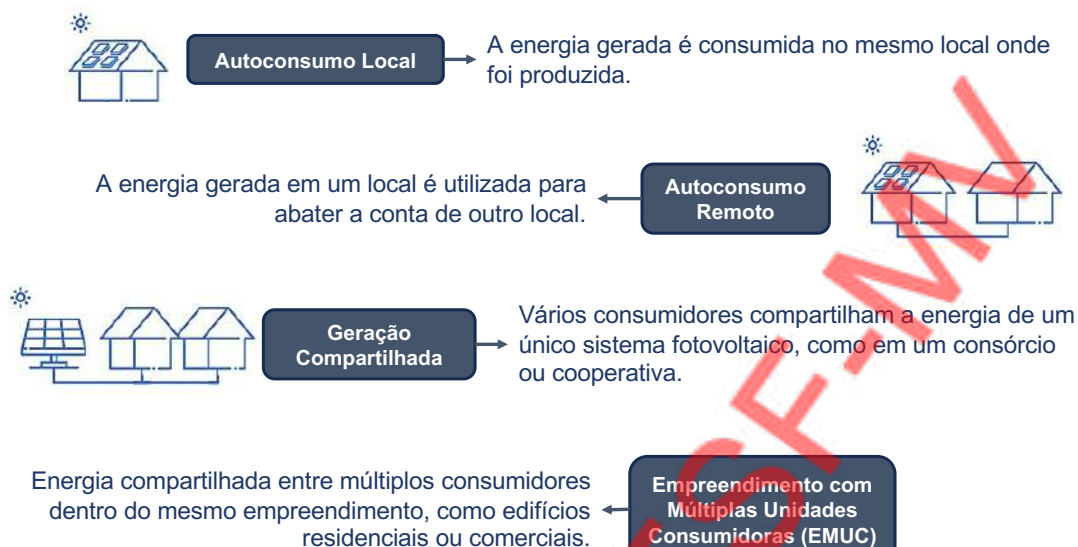 Autoconsumo Local
A energia gerada é consumida no mesmo local onde
foi produzida.
A energia gerada em um local é utilizada para
abater a conta de outro local.
Autoconsumo
Remoto
Geração
Compartilhada
Vários consumidores compartilham a energia de um
único sistema fotovoltaico, como em um consórcio
ou cooperativa.
Energia compartilhada entre múltiplos consumidores
dentro do mesmo empreendimento, como edifícios
residenciais ou comerciais.
Empreendimento com
Múltiplas Unidades
Consumidoras (EMUC)
SF-MV